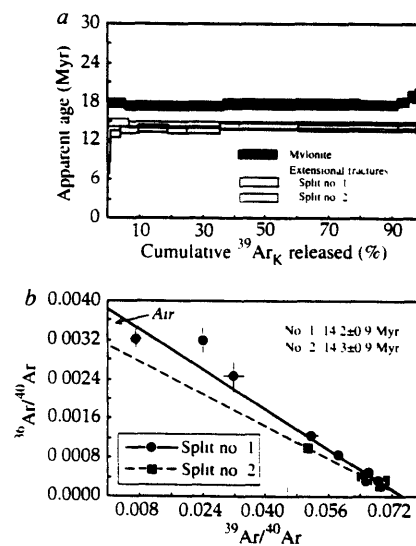 a
30
24
18
12
6
0
Apparent age (Myr)
Mylonite
Extensional fractures
Split no 1
Split no 2
10 30 50 70 90
Cumulative 39ArK released (%)
b
0 0040
0 0032
0 0024
0 0016
0 0008
0 0000
36Ar/40Ar
Air
No 1 14 2±0 9 Myr
No 2 14 3±0 9 Myr
Split no 1
Split no 2
0.008 0.024 0.040 0.056 0.072
39Ar/40Ar